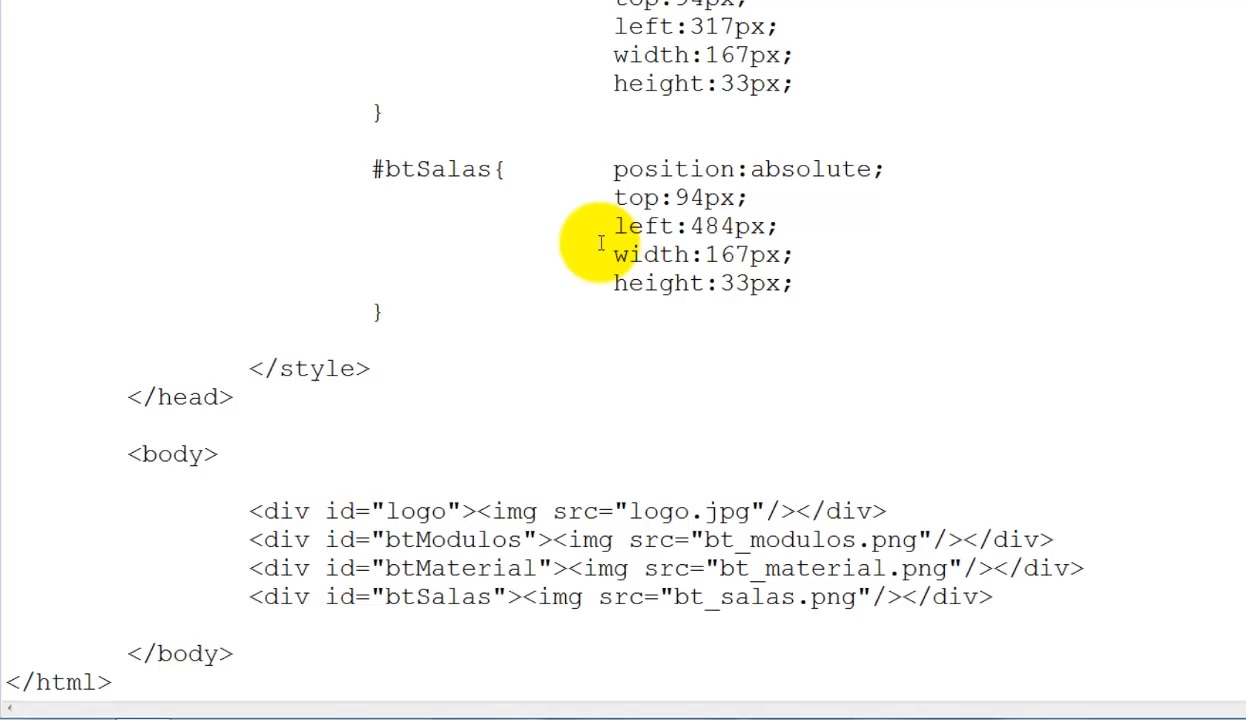 top:94px;
left:317px;
width:167px;
height:33px;
}
#btSalas{ position:absolute;
top:94px;
left:484px;
width:167px;
height:33px;
}
</style>
</head>
<body>
<div id="logo"><img src="logo.jpg"/></div>
<div id="btModulos"><img src="bt_modulos.png"/></div>
<div id="btMaterial"><img src="bt_material.png"/></div>
<div id="btSalas"><img src="bt_salas.png"/></div>
</body>
</html>